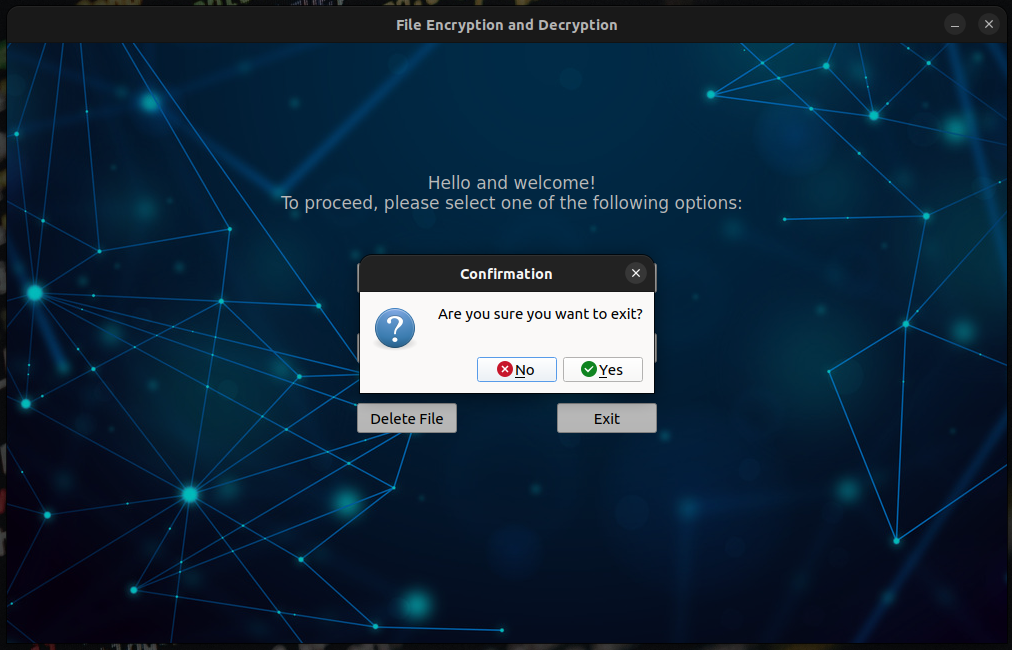 File Encryption and Decryption
Hello and welcome!
To proceed, please select one of the following options:
Confirmation
Are you sure you want to exit?
No
Yes
Delete File
Exit